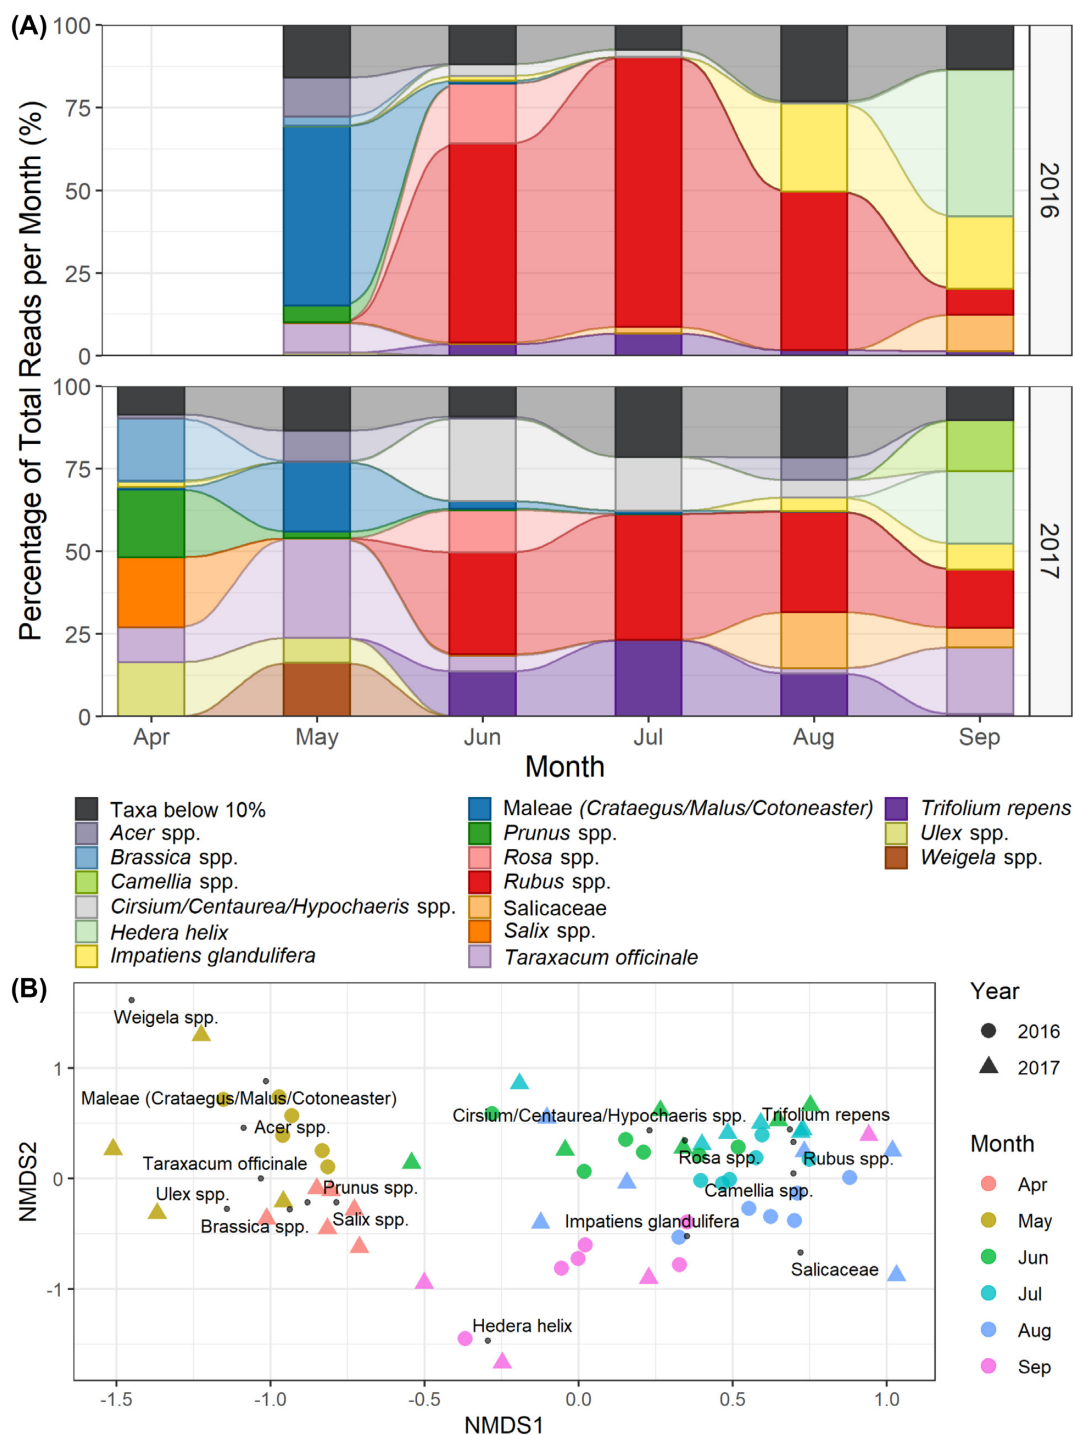 (A)
Percentage of Total Reads per Month (%)
100
75
50
25
0
2016
100
75
50
25
0
2017
Apr May Jun Jul Aug Sep
Month
Taxa below 10%
Acer spp.
Brassica spp.
Camellia spp.
Cirsium/Centaurea/Hypochaeris spp.
Hedera helix
Impatiens glandulifera
Maleae (Crataegus/Malus/Cotoneaster)
Prunus spp.
Rosa spp.
Rubus spp.
Salicaceae
Salix spp.
Taraxacum officinale
Trifolium repens
Ulex spp.
Weigela spp.
(B)
NMDS2
1
0
-1
Weigela spp.
Maleae (Crataegus/Malus/Cotoneaster)
Acer spp.
Taraxacum officinale
Prunus spp.
Ulex spp.
Brassica spp.
Salix spp.
Cirsium/Centaurea/Hypochaeris spp.
Trifolium repens
Rosa spp.
Rubus spp.
Camellia spp.
Impatiens glandulifera
Salicaceae
Hedera helix
-1.5 -1.0 -0.5 0.0 0.5 1.0
NMDS1
Year
2016
2017
Month
Apr
May
Jun
Jul
Aug
Sep